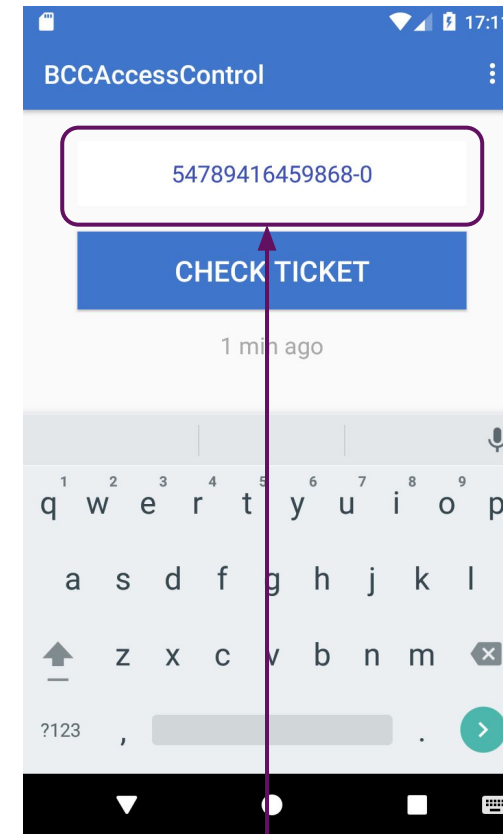 17:11
BCCAccessControl
54789416459868-0
CHECK TICKET
1 min ago
1 2 3 4 5 6 7 8 9
q w e r t y u i o p
a s d f g h j k l
z x c v b n m
?123 , .